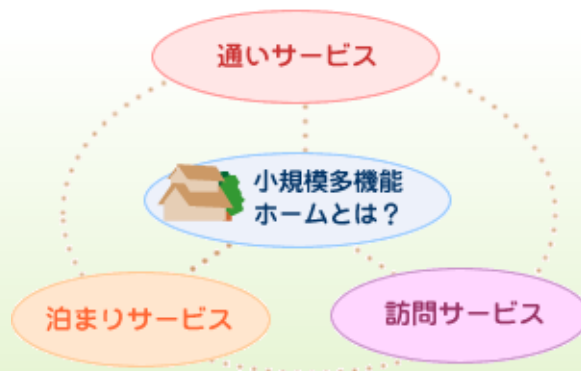 通いサービス
小規模多機能
ホームとは？
泊まりサービス
訪問サービス